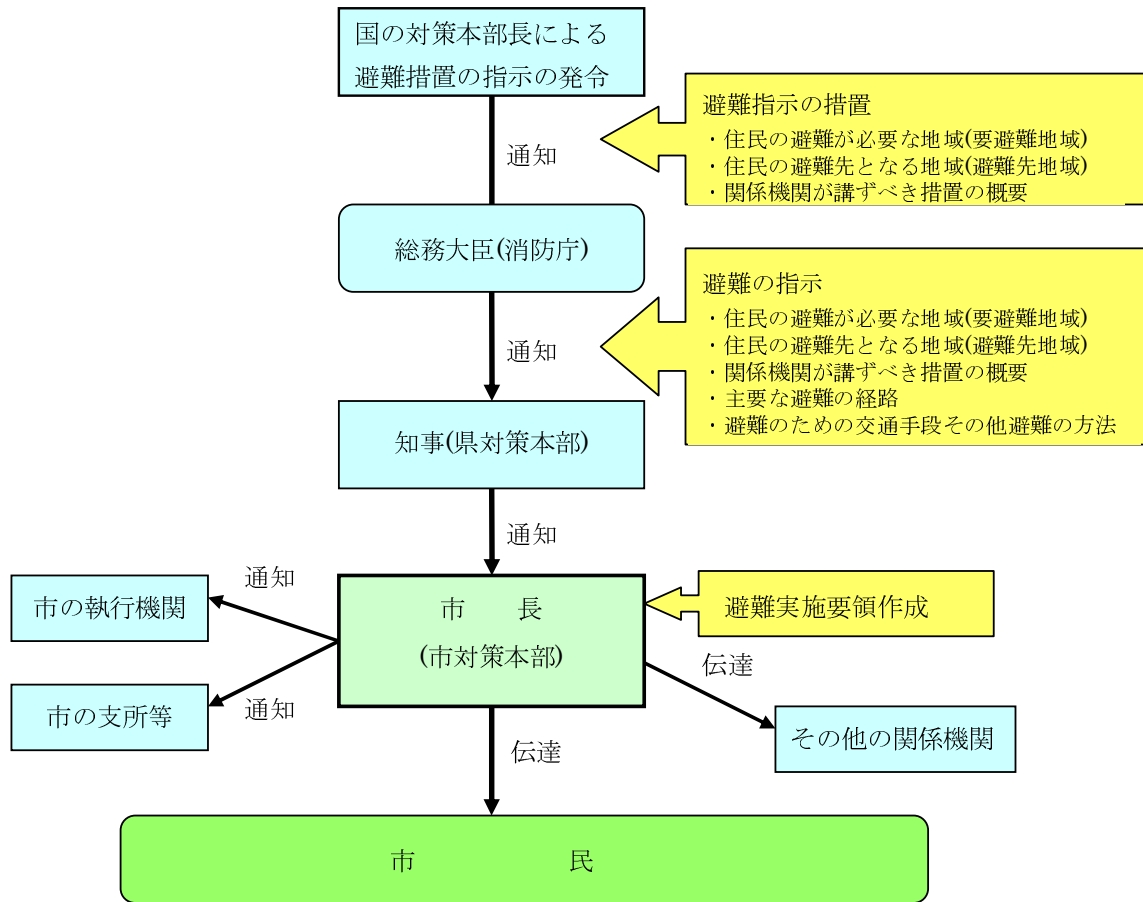 国の対策本部長による
避難措置の指示の発令
避難指示の措置
・住民の避難が必要な地域(要避難地域)
・住民の避難先となる地域(避難先地域)
・関係機関が講ずべき措置の概要
通知
総務大臣(消防庁)
避難の指示
・住民の避難が必要な地域(要避難地域)
・住民の避難先となる地域(避難先地域)
・関係機関が講ずべき措置の概要
・主要な避難の経路
・避難のための交通手段その他避難の方法
通知
知事(県対策本部)
通知
通知
市の執行機関
市　　長
(市対策本部)
避難実施要領作成
伝達
市の支所等
通知
その他の関係機関
伝達
市　　　　　　民